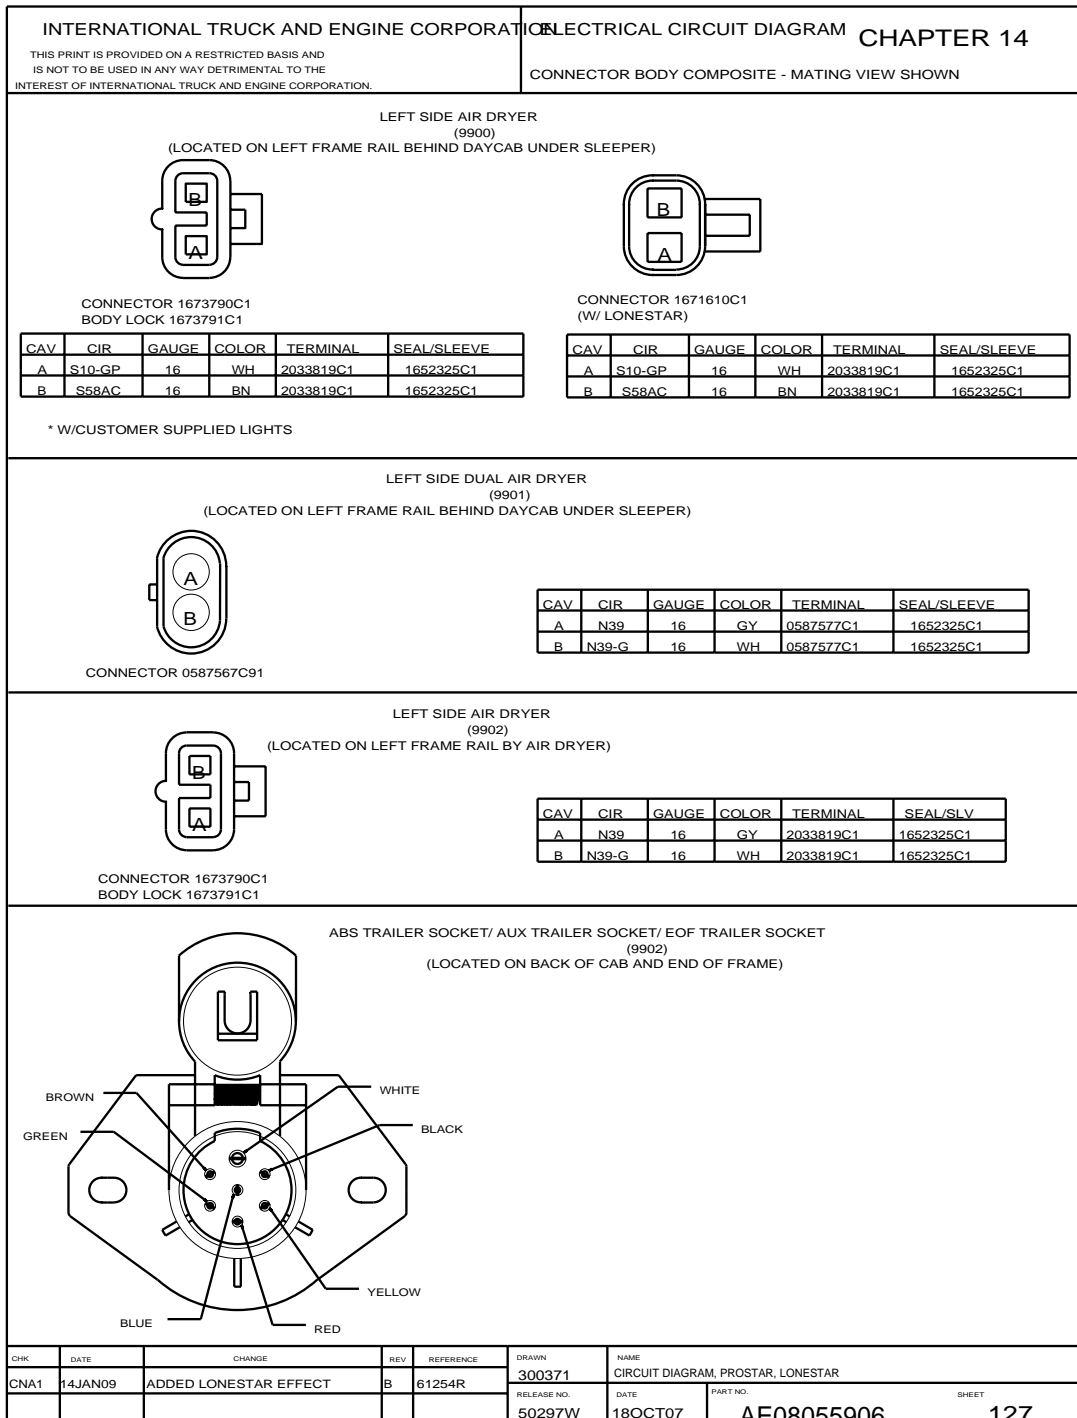 INTERNATIONAL TRUCK AND ENGINE CORPORATION
THIS PRINT IS PROVIDED ON A RESTRICTED BASIS AND
IS NOT TO BE USED IN ANY WAY DETRIMENTAL TO THE
INTEREST OF INTERNATIONAL TRUCK AND ENGINE CORPORATION.
ELECTRICAL CIRCUIT DIAGRAM CHAPTER 14
CONNECTOR BODY COMPOSITE - MATING VIEW SHOWN
LEFT SIDE AIR DRYER
(9900)
(LOCATED ON LEFT FRAME RAIL BEHIND DAYCAB UNDER SLEEPER)
B
A
CONNECTOR 1673790C1
BODY LOCK 1673791C1
CAV CIR GAUGE COLOR TERMINAL SEAL/SLEEVE
A S10-GP 16 WH 2033819C1 1652325C1
B S58AC 16 BN 2033819C1 1652325C1
* W/CUSTOMER SUPPLIED LIGHTS
B
A
CONNECTOR 1671610C1
(W/ LONESTAR)
CAV CIR GAUGE COLOR TERMINAL SEAL/SLEEVE
A S10-GP 16 WH 2033819C1 1652325C1
B S58AC 16 BN 2033819C1 1652325C1
LEFT SIDE DUAL AIR DRYER
(9901)
(LOCATED ON LEFT FRAME RAIL BEHIND DAYCAB UNDER SLEEPER)
A
B
CONNECTOR 0587567C91
CAV CIR GAUGE COLOR TERMINAL SEAL/SLEEVE
A N39 16 GY 0587577C1 1652325C1
B N39-G 16 WH 0587577C1 1652325C1
LEFT SIDE AIR DRYER
(9902)
(LOCATED ON LEFT FRAME RAIL BY AIR DRYER)
B
A
CONNECTOR 1673790C1
BODY LOCK 1673791C1
CAV CIR GAUGE COLOR TERMINAL SEAL/SLV
A N39 16 GY 2033819C1 1652325C1
B N39-G 16 WH 2033819C1 1652325C1
ABS TRAILER SOCKET/ AUX TRAILER SOCKET/ EOF TRAILER SOCKET
(9902)
(LOCATED ON BACK OF CAB AND END OF FRAME)
BROWN
WHITE
GREEN
BLACK
YELLOW
BLUE
RED
CHK DATE CHANGE REV REFERENCE
CNA1 14JAN09 ADDED LONESTAR EFFECT B 61254R
DRAWN
300371
NAME
CIRCUIT DIAGRAM, PROSTAR, LONESTAR
RELEASE NO.
50297W
DATE
18OCT07
PART NO.
AE08055906
SHEET
127